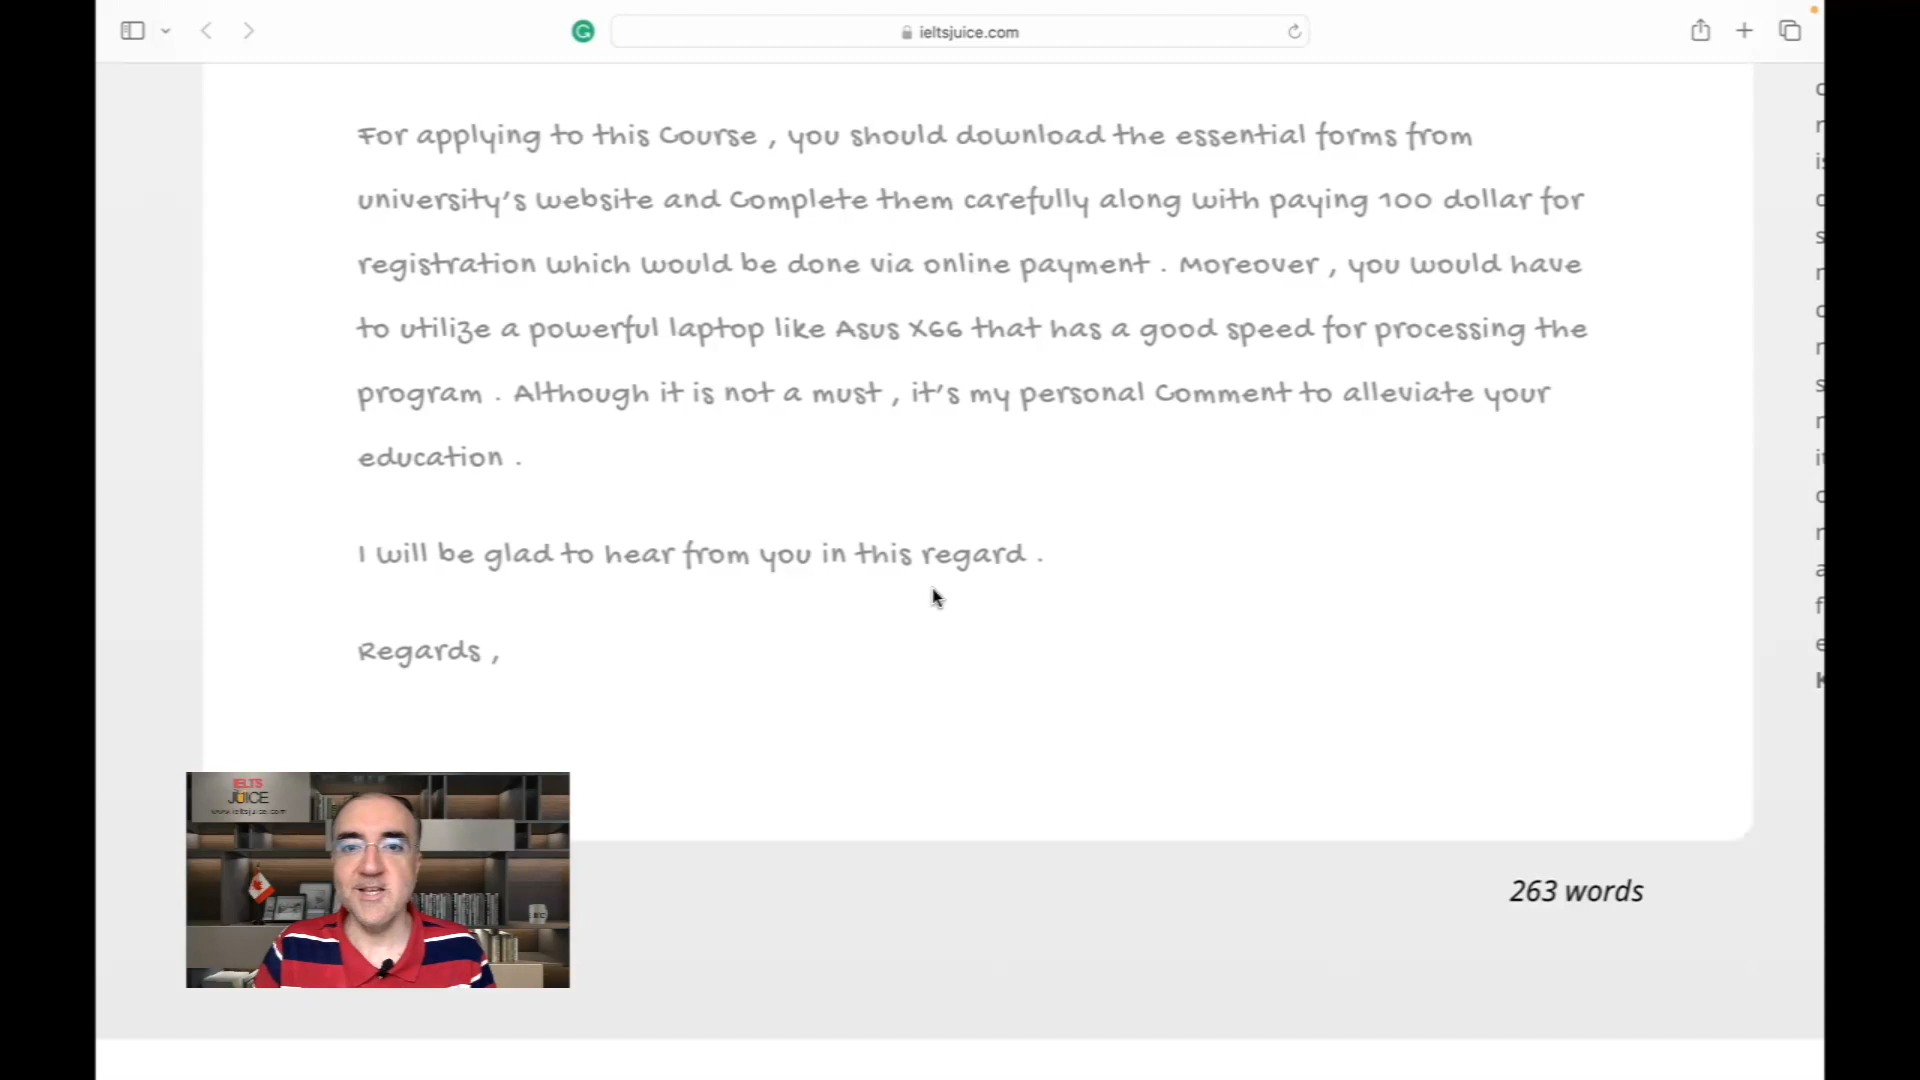 ieltsjuice.com
For applying to this Course , you should download the essential forms from
university's website and Complete them carefully along with paying 100 dollar for
registration which would be done via online payment . Moreover , you would have
to utilize a powerful laptop like Asus X66 that has a good speed for processing the
program . Although it is not a must , it's my personal Comment to alleviate your
education .
I will be glad to hear from you in this regard .
Regards ,
IELTS
JUICE
www.ieltsjuice.com
263 words